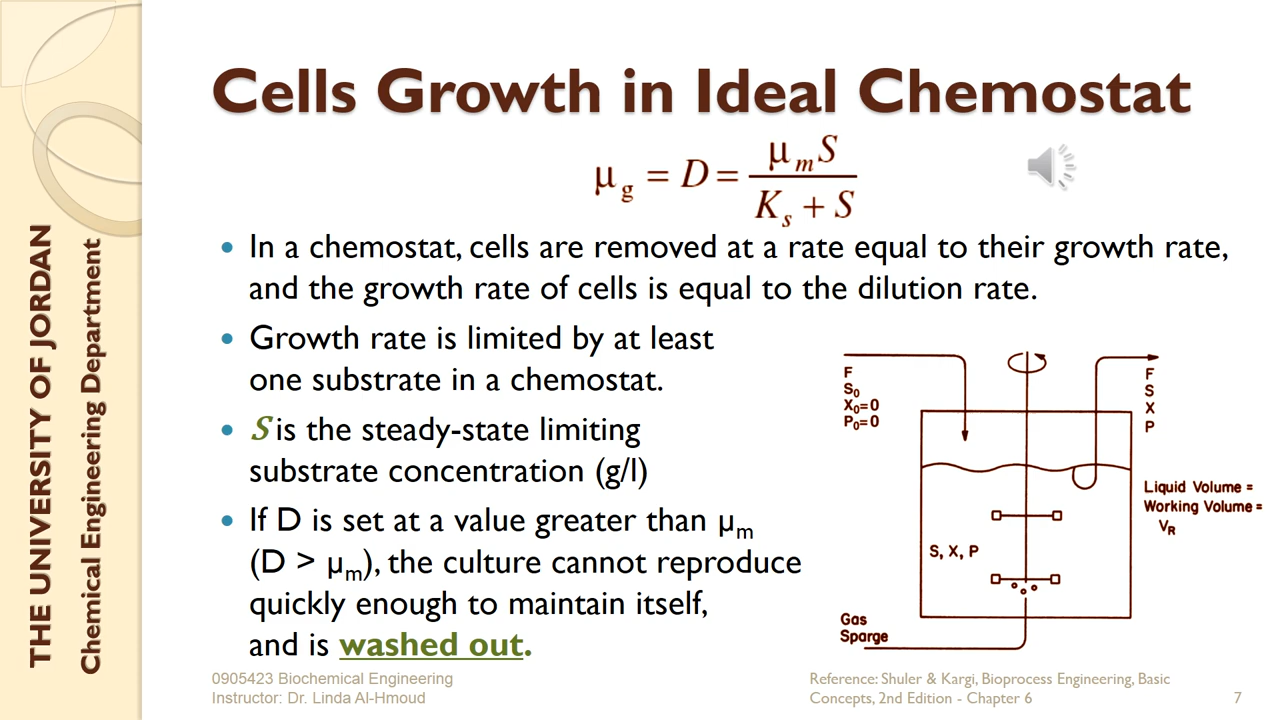 THE UNIVERSITY OF JORDAN
Chemical Engineering Department
Cells Growth in Ideal Chemostat
μg = D = μmS / (Ks + S)
• In a chemostat, cells are removed at a rate equal to their growth rate,
and the growth rate of cells is equal to the dilution rate.
• Growth rate is limited by at least
one substrate in a chemostat.
• S is the steady-state limiting
substrate concentration (g/l)
• If D is set at a value greater than μm
(D > μm), the culture cannot reproduce
quickly enough to maintain itself,
and is washed out.
F
S0
X0=0
P0=0
F
S
X
P
Liquid Volume =
Working Volume =
VR
S, X, P
Gas
Sparge
0905423 Biochemical Engineering
Instructor: Dr. Linda Al-Hmoud
Reference: Shuler & Kargi, Bioprocess Engineering, Basic
Concepts, 2nd Edition - Chapter 6
7